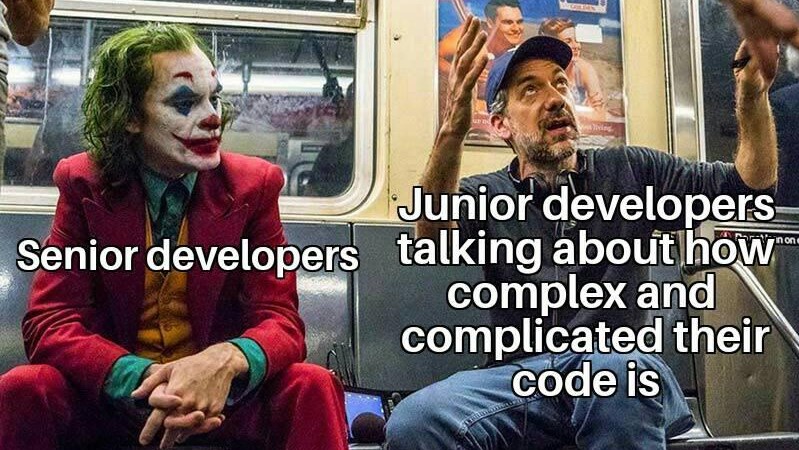 Senior developers
Junior developers
talking about how
complex and
complicated their
code is